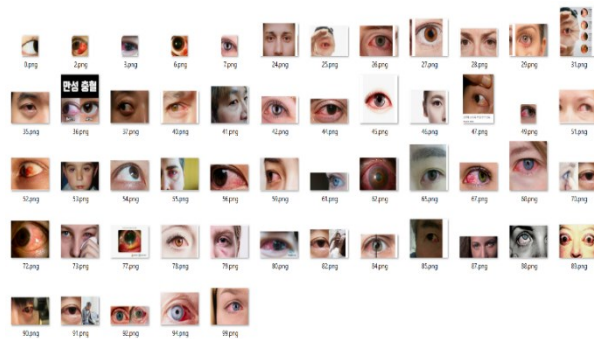 0.png 2.png 3.png 6.png 7.png 24.png 25.png 26.png 27.png 28.png 29.png 31.png
만성 충혈
35.png 36.png 37.png 40.png 41.png 42.png 44.png 45.png 46.png 47.png 49.png 51.png
52.png 53.png 54.png 55.png 56.png 59.png 61.png 62.png 65.png 67.png 68.png 70.png
72.png 73.png 77.png 78.png 79.png 80.png 82.png 84.png 85.png 87.png 88.png 89.png
90.png 91.png 92.png 94.png 99.png